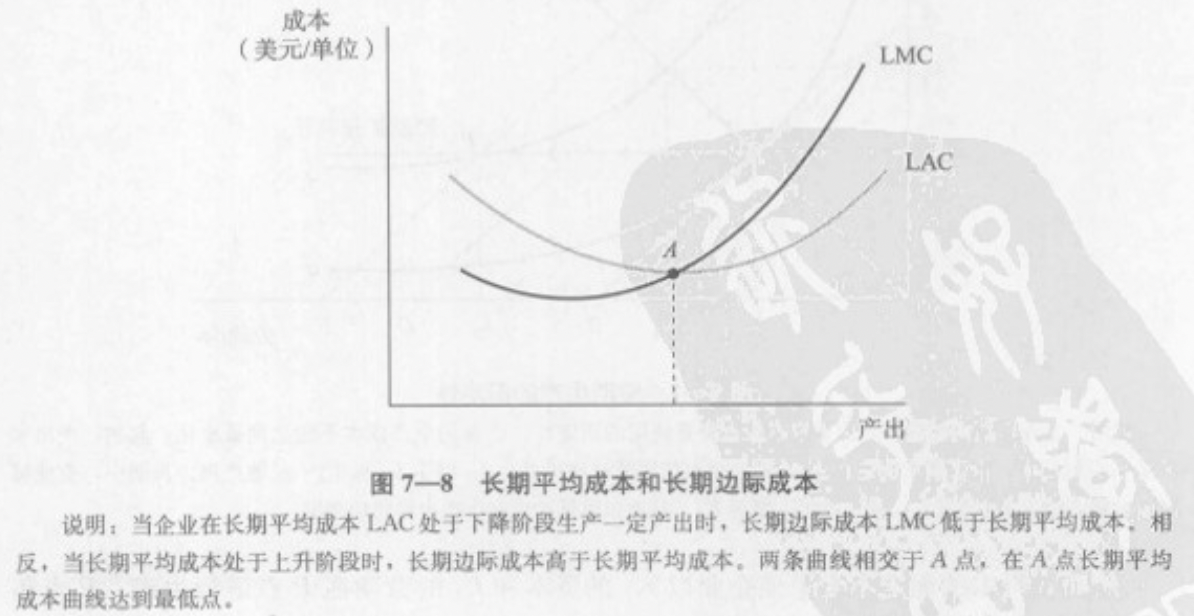 成本
（美元/单位）
LMC
LAC
A
产出
图 7—8 长期平均成本和长期边际成本
说明：当企业在长期平均成本 LAC 处于下降阶段生产一定产出时，长期边际成本 LMC 低于长期平均成本。相
反，当长期平均成本处于上升阶段时，长期边际成本高于长期平均成本。两条曲线相交于 A 点，在 A 点长期平均
成本曲线达到最低点。